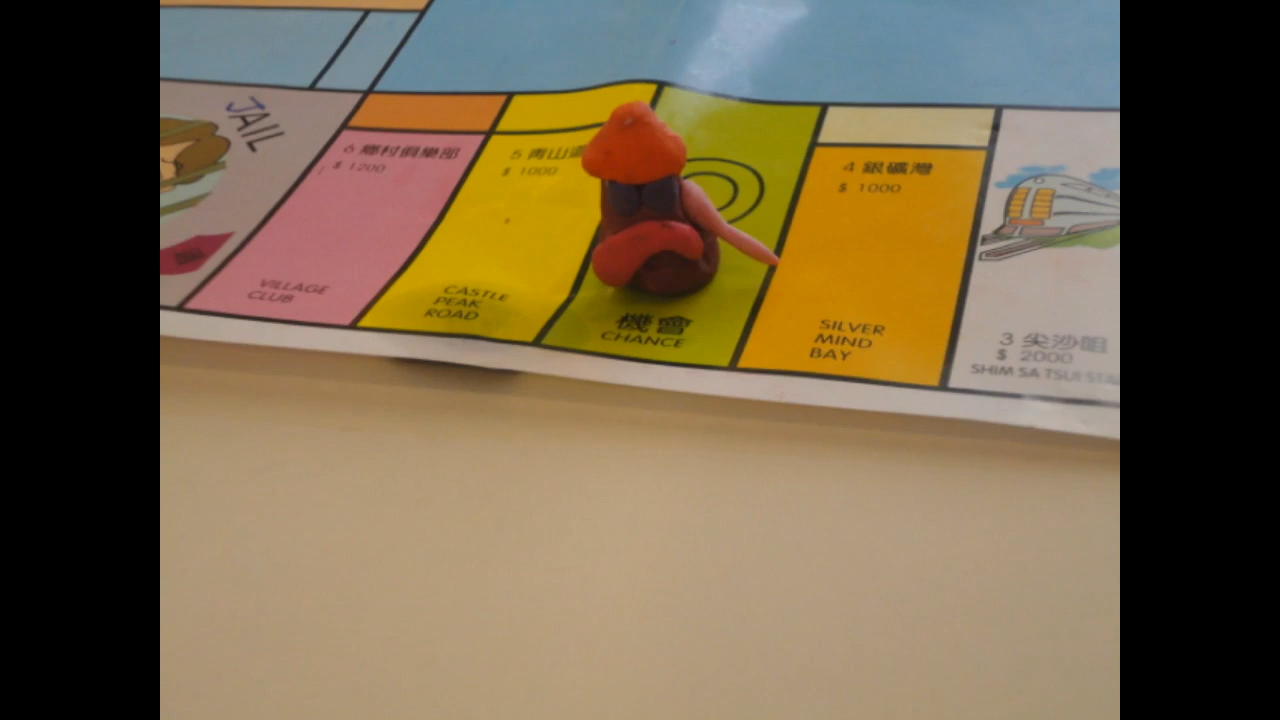 JAIL
6 鄉村俱樂部
$ 1200
VILLAGE
CLUB
5 青山
$ 1000
CASTLE
PEAK
ROAD
機會
CHANCE
4 銀礦灣
$ 1000
SILVER
MIND
BAY
3 尖沙咀
$ 2000
SHIM SA TSUI